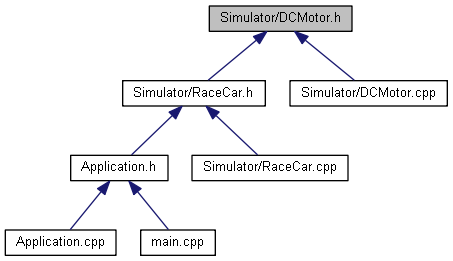 Simulator/DCMotor.h
Simulator/RaceCar.h
Simulator/DCMotor.cpp
Application.h
Simulator/RaceCar.cpp
Application.cpp
main.cpp